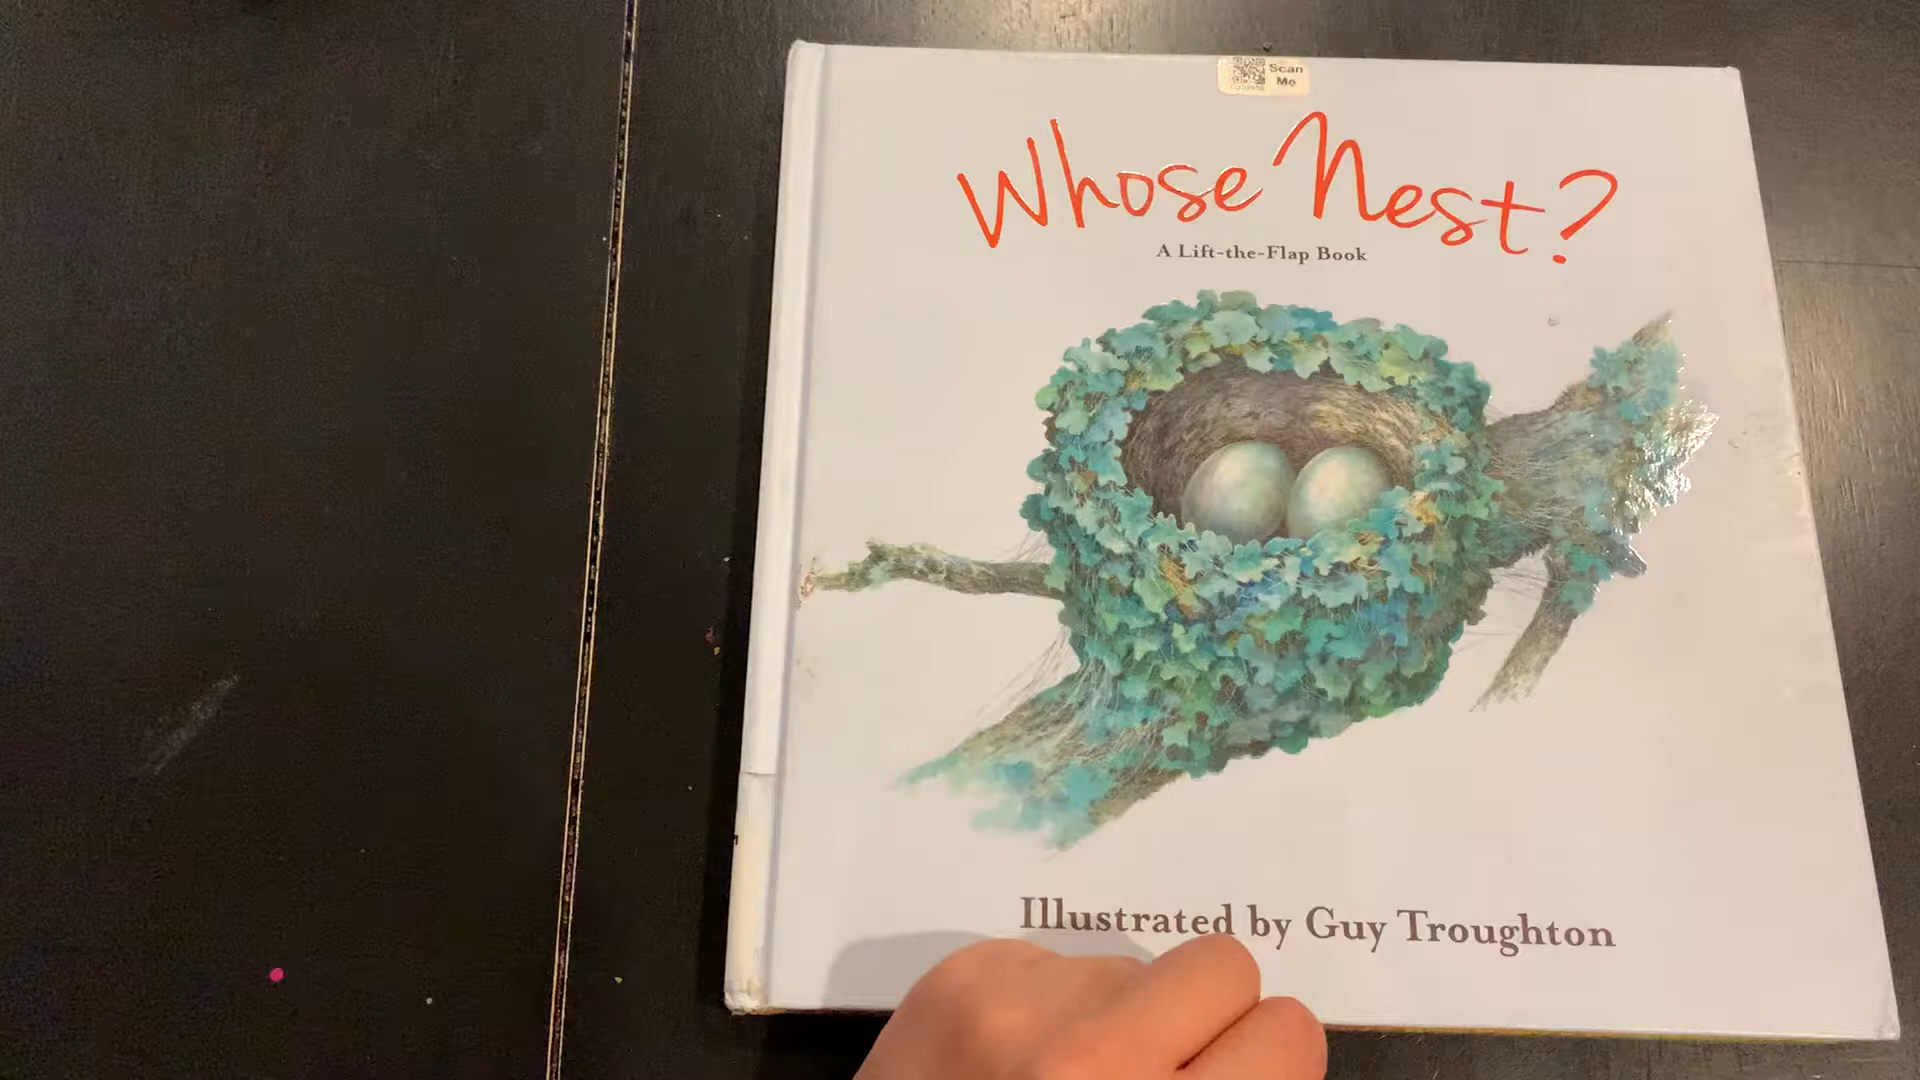 Scan
Me
Whose Nest?
A Lift-the-Flap Book
Illustrated by Guy Troughton